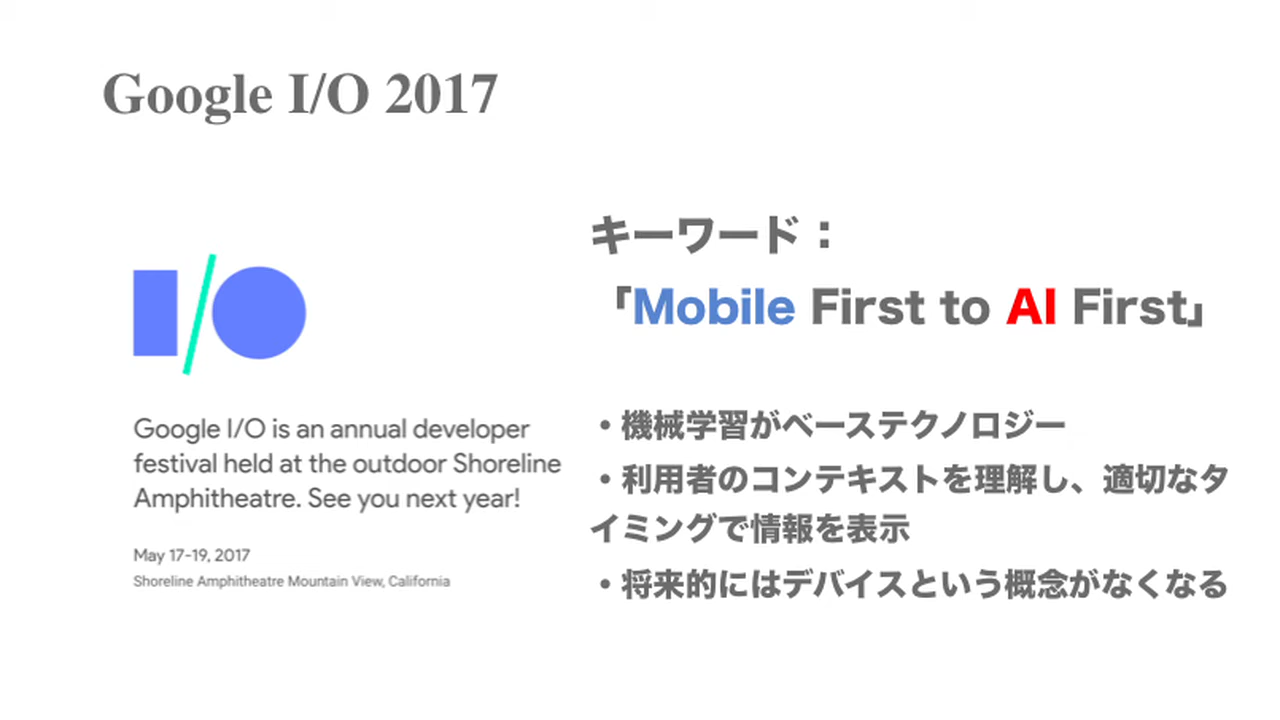 Google I/O 2017
I/O
Google I/O is an annual developer
festival held at the outdoor Shoreline
Amphitheatre. See you next year!
May 17-19, 2017
Shoreline Amphitheatre Mountain View, California
キーワード：
「Mobile First to AI First」
・機械学習がベーステクノロジー
・利用者のコンテキストを理解し、適切なタ
イミングで情報を表示
・将来的にはデバイスという概念がなくなる